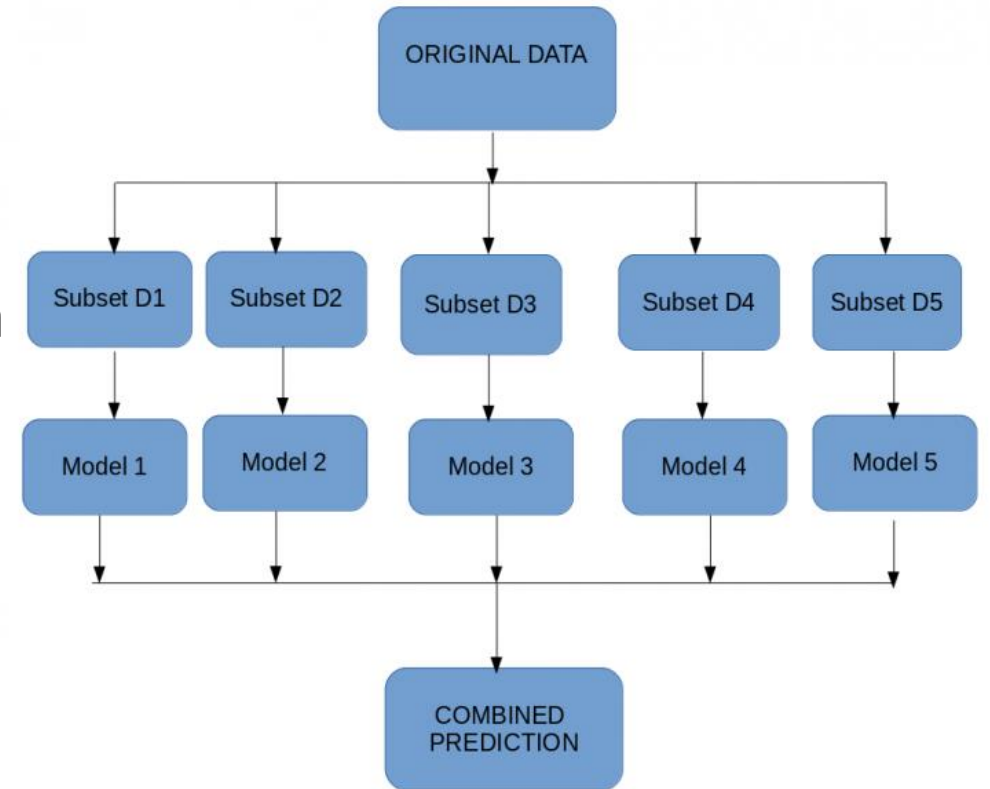 ORIGINAL DATA
Subset D1
Subset D2
Subset D3
Subset D4
Subset D5
Model 1
Model 2
Model 3
Model 4
Model 5
COMBINED
PREDICTION